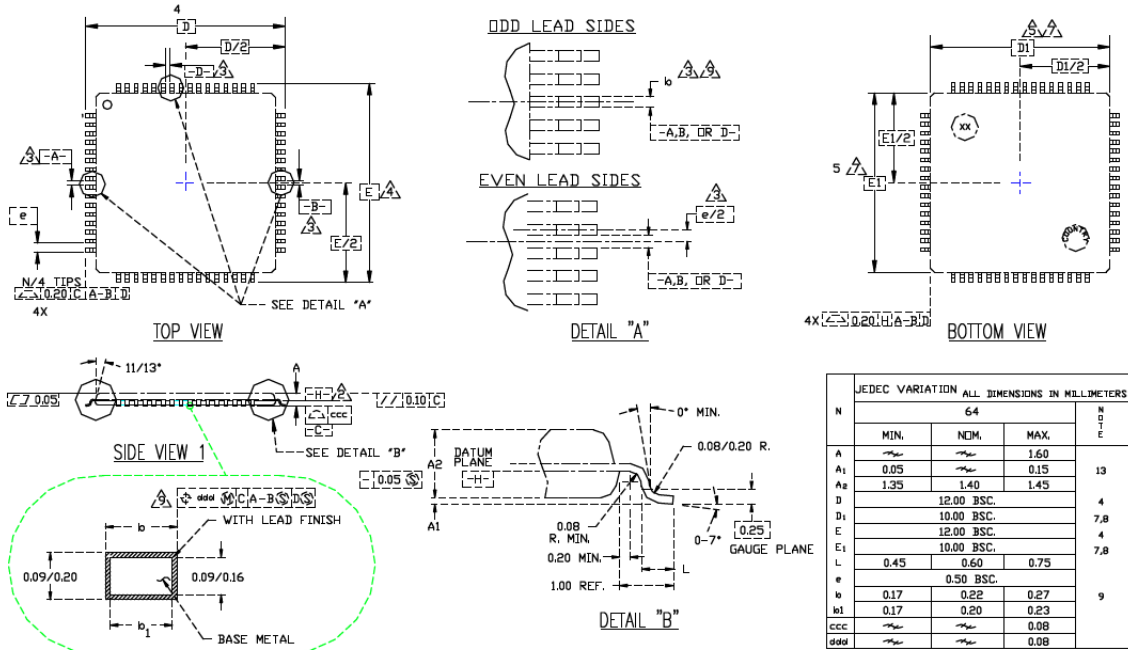 4
D
D/2
-D- 3
3 -A-
e
E 4
-B-
3
E/2
N/4 TIPS
0.20 C A-B D
4X
SEE DETAIL "A"
TOP VIEW
ODD LEAD SIDES
b 3 9
-A,B, OR D-
EVEN LEAD SIDES
3
e/2
-A,B, OR D-
DETAIL "A"
5 7
D1
D1/2
XX
E1/2
5 7
E1
COUNTRY
4X 0.20 H A-B D
BOTTOM VIEW
11/13°
A
0.05
-H- 2
// 0.10 C
ccc
-C-
SEE DETAIL "B"
SIDE VIEW 1
9
ddd M C A-B S D S
WITH LEAD FINISH
b
0.09/0.20
0.09/0.16
b1
BASE METAL
0° MIN.
0.08/0.20 R.
A2
DATUM
PLANE
-H-
- 0.05 S
A1
0.08
R. MIN.
0-7°
0.25
GAUGE PLANE
0.20 MIN.
L
1.00 REF.
DETAIL "B"
JEDEC VARIATION ALL DIMENSIONS IN MILLIMETERS
N 64 NOTE
MIN. NOM. MAX.
A 1.60
A1 0.05 0.15 13
A2 1.35 1.40 1.45
D 12.00 BSC. 4
D1 10.00 BSC. 7,8
E 12.00 BSC. 4
E1 10.00 BSC. 7,8
L 0.45 0.60 0.75
e 0.50 BSC.
b 0.17 0.22 0.27 9
b1 0.17 0.20 0.23
ccc 0.08
ddd 0.08